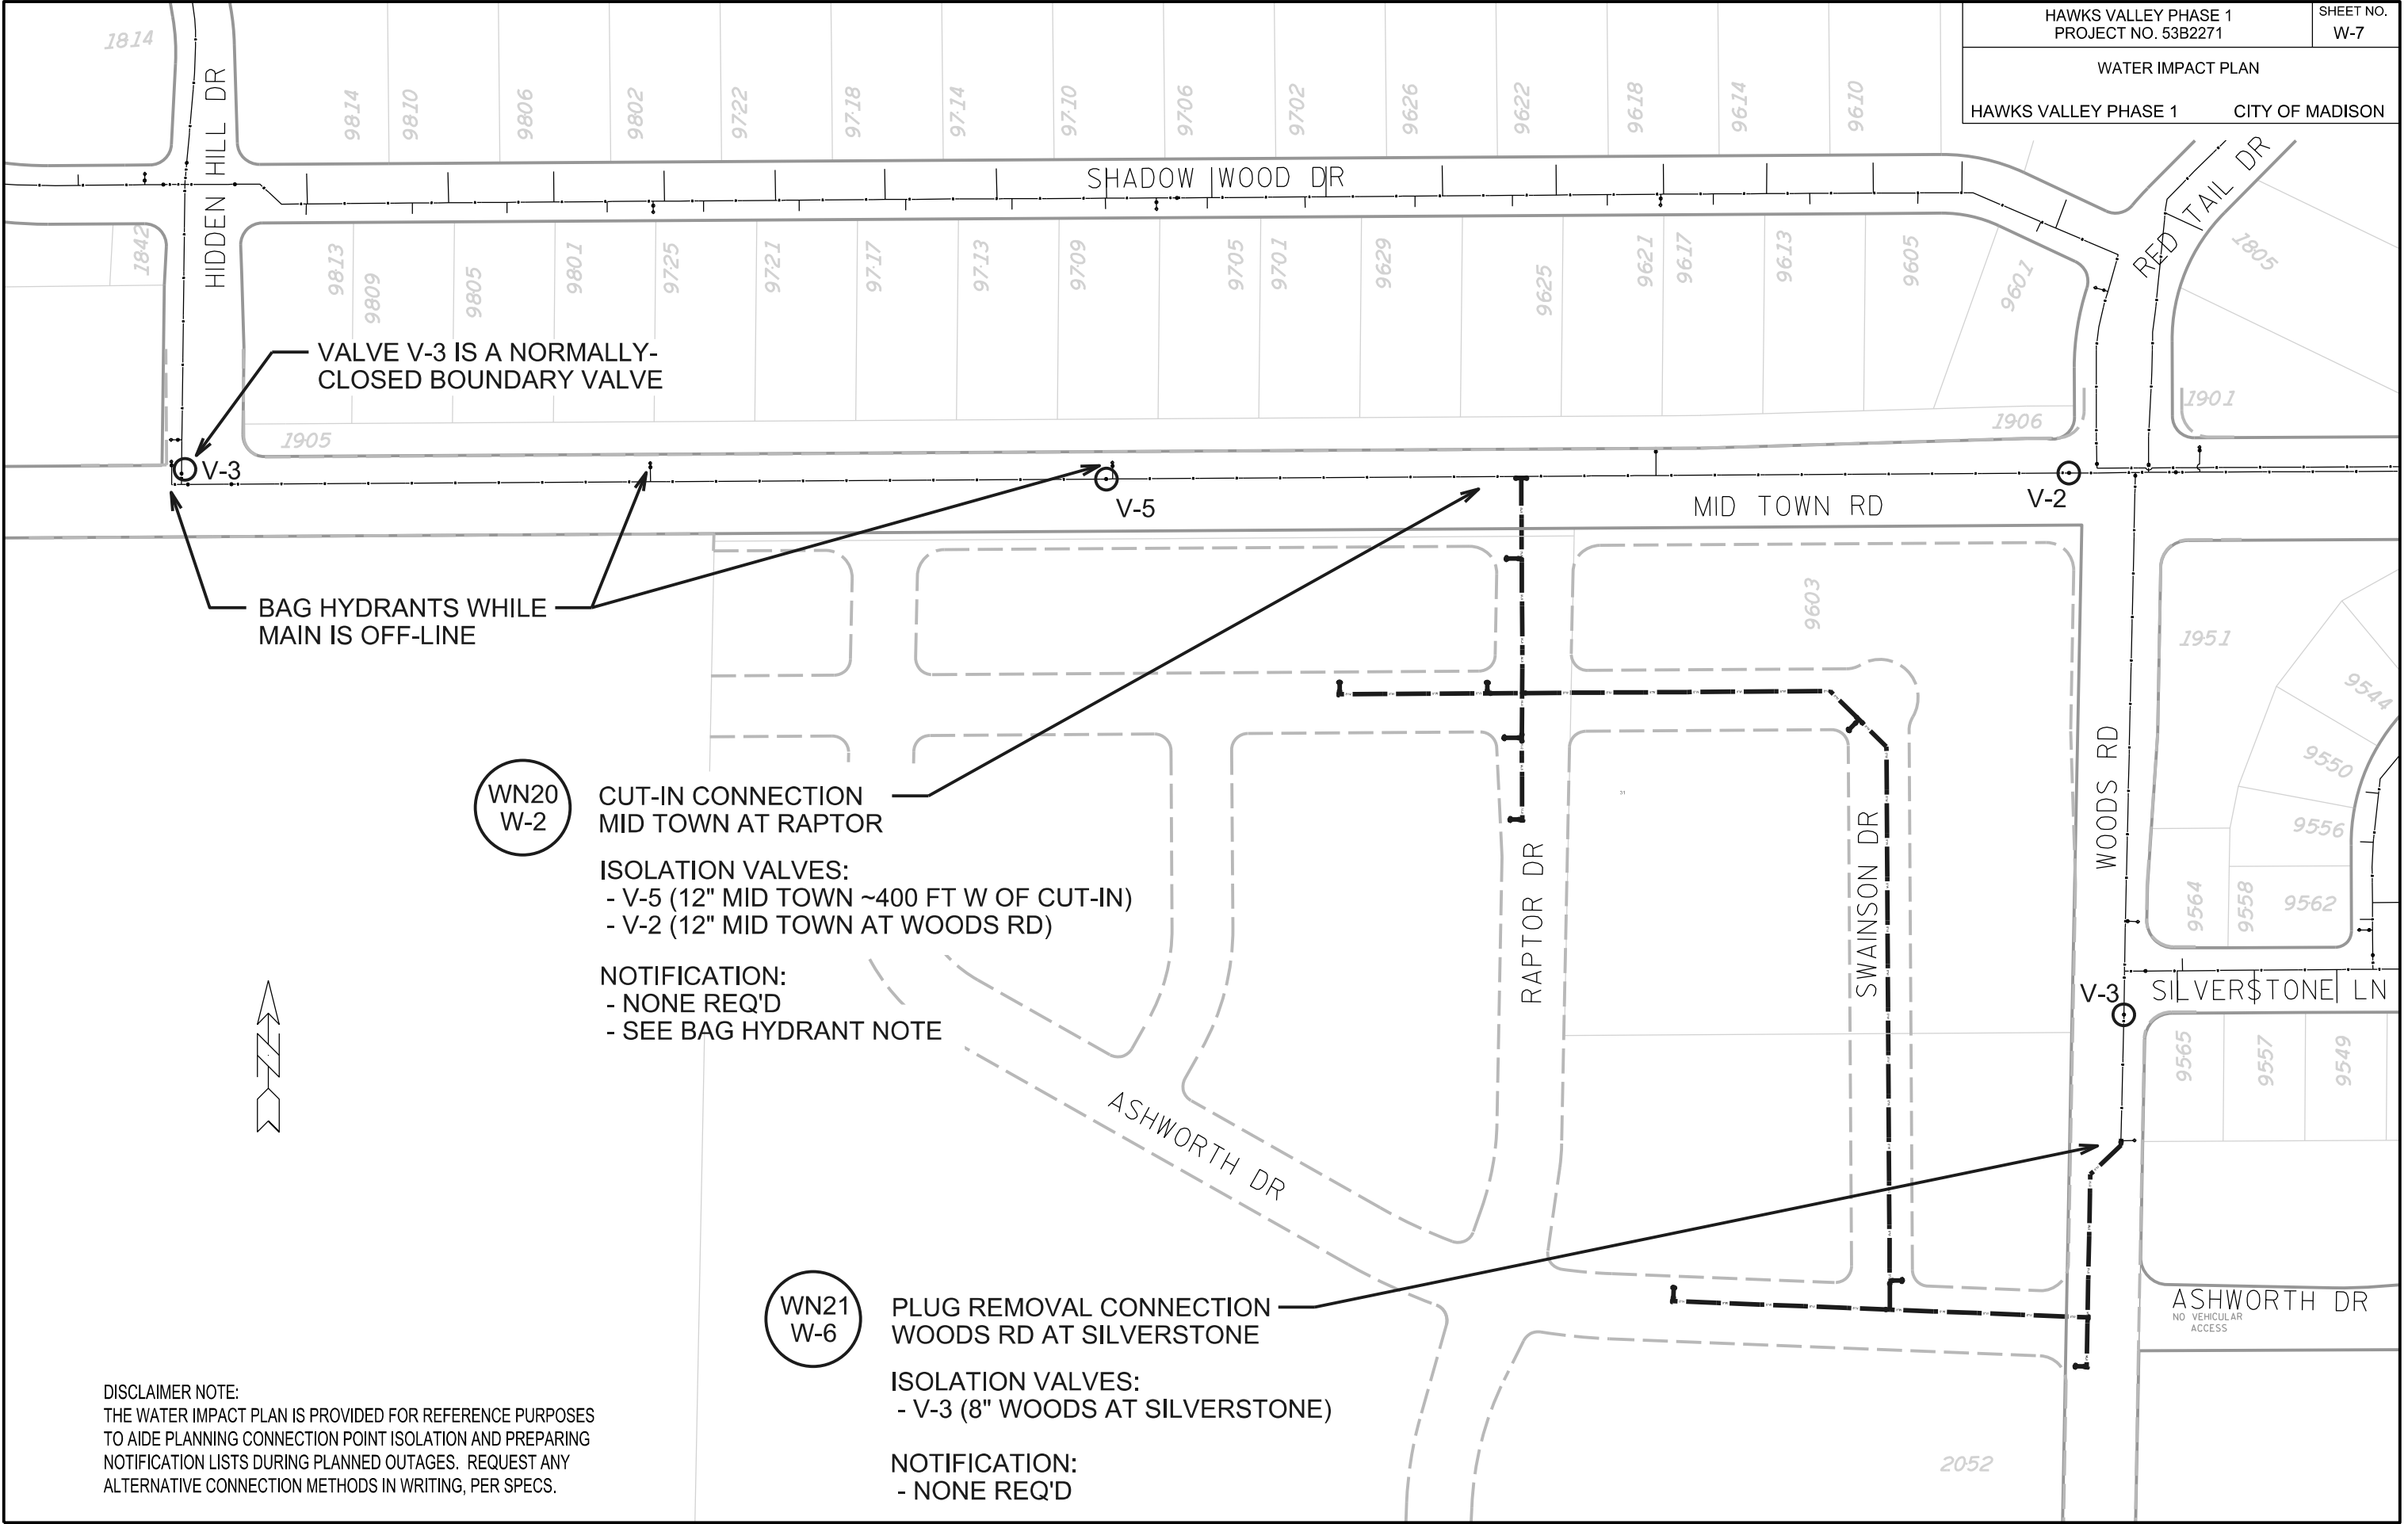 HAWKS VALLEY PHASE 1
PROJECT NO. 53B2271
SHEET NO.
W-7
WATER IMPACT PLAN
HAWKS VALLEY PHASE 1 CITY OF MADISON
1814
HIDDEN HILL DR
9814
9810
9806
9802
9722
9718
9714
9710
9706
9702
9626
9622
9618
9614
9610
SHADOW WOOD DR
RED TAIL DR
1842
9813
9809
9805
9801
9725
9721
9717
9713
9709
9705
9701
9629
9625
9621
9617
9613
9605
9601
1805
VALVE V-3 IS A NORMALLY-
CLOSED BOUNDARY VALVE
1905
1906
1901
V-3
V-5
V-2
MID TOWN RD
BAG HYDRANTS WHILE
MAIN IS OFF-LINE
9603
1951
9544
9550
9556
9564
9558
9562
WOODS RD
WN20
W-2
CUT-IN CONNECTION
MID TOWN AT RAPTOR
ISOLATION VALVES:
- V-5 (12" MID TOWN ~400 FT W OF CUT-IN)
- V-2 (12" MID TOWN AT WOODS RD)
NOTIFICATION:
- NONE REQ'D
- SEE BAG HYDRANT NOTE
RAPTOR DR
SWAINSON DR
V-3
SILVERSTONE LN
9565
9557
9549
ASHWORTH DR
WN21
W-6
PLUG REMOVAL CONNECTION
WOODS RD AT SILVERSTONE
ISOLATION VALVES:
- V-3 (8" WOODS AT SILVERSTONE)
NOTIFICATION:
- NONE REQ'D
ASHWORTH DR
NO VEHICULAR
ACCESS
2052
DISCLAIMER NOTE:
THE WATER IMPACT PLAN IS PROVIDED FOR REFERENCE PURPOSES
TO AIDE PLANNING CONNECTION POINT ISOLATION AND PREPARING
NOTIFICATION LISTS DURING PLANNED OUTAGES. REQUEST ANY
ALTERNATIVE CONNECTION METHODS IN WRITING, PER SPECS.